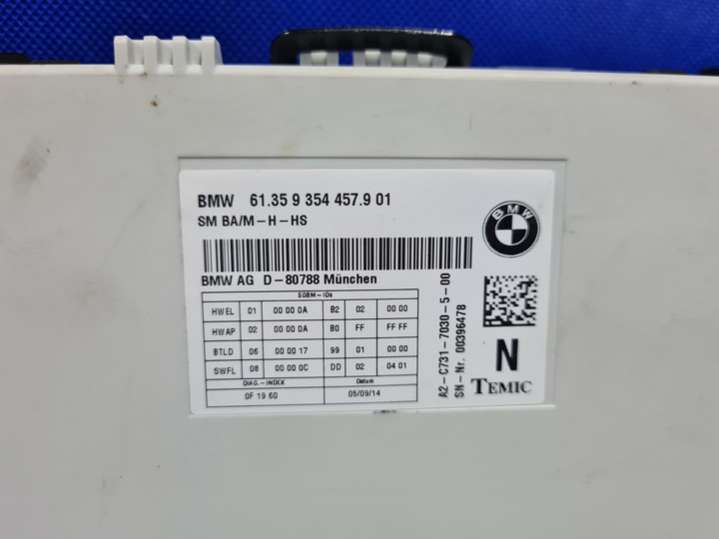 BMW 61.35 9 354 457.9 01
SM BA/M-H-HS
BMW
BMW AG D-80788 München
SGBM-IDs
HWEL 01 00 00 0A B2 02 00 00
HWAP 02 00 00 0A B0 FF FF FF
BTLD 06 00 00 17 99 01 00 00
SWFL 08 00 00 0C DD 02 04 01
DIAG.-INDEX Datum
0F 19 60 05/09/14
A2-C731-7030-5-00
SN-Nr. 00396478
N
TEMIC